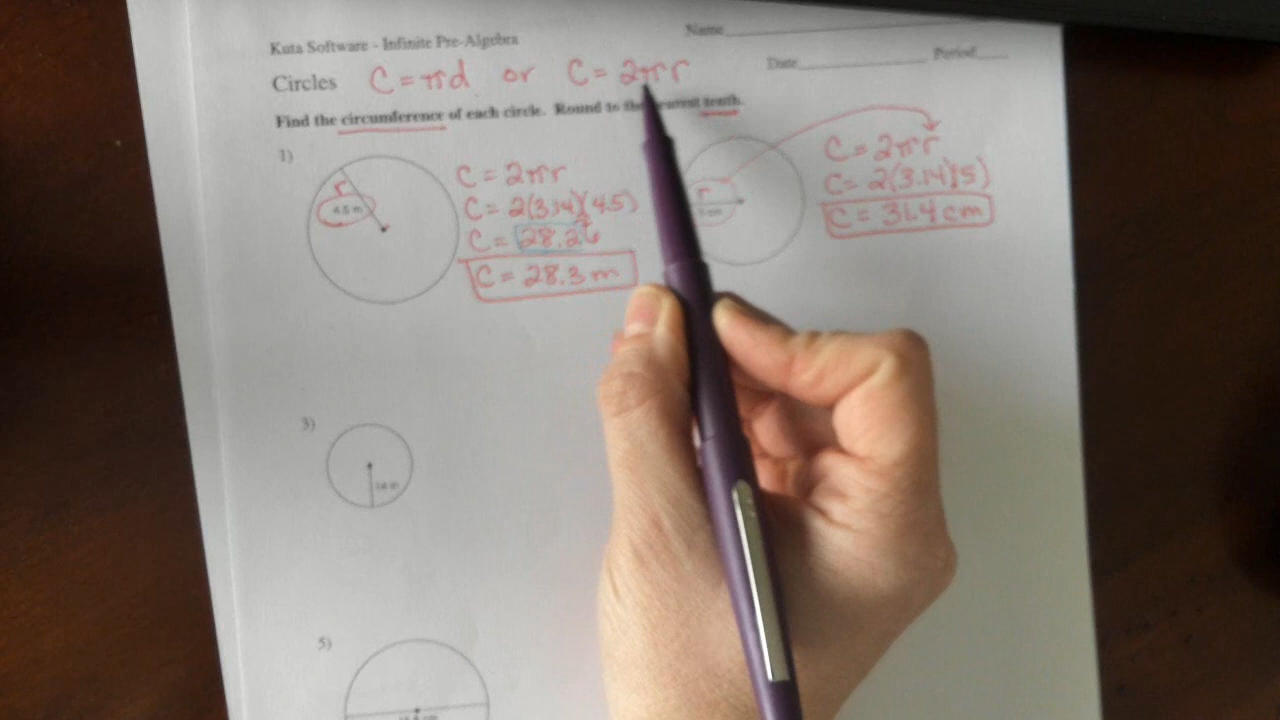 Kuta Software - Infinite Pre-Algebra
Name
Circles C = πd or C = 2πr
Date Period
Find the circumference of each circle. Round to the nearest tenth.
1)
r
4.5 m
C = 2πr
C = 2(3.14)(4.5)
C = 28.26
C = 28.3 m
r
5 cm
C = 2πr
C = 2(3.14)(5)
C = 31.4 cm
3)
5)